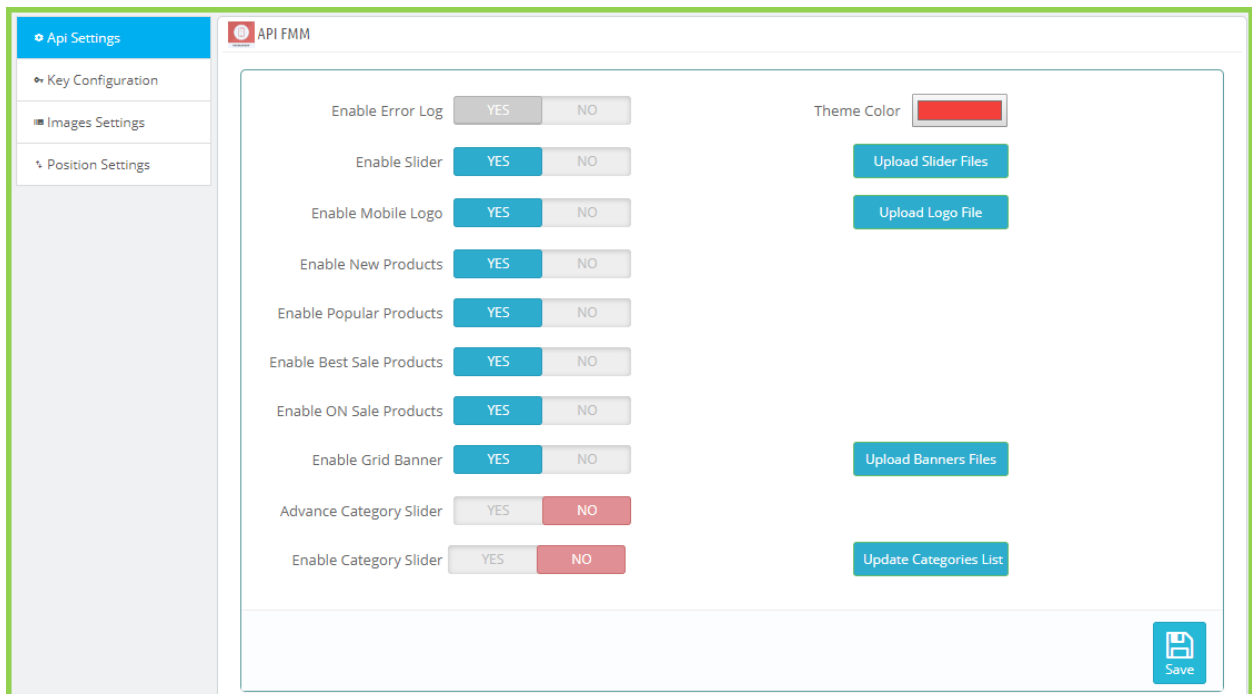 Api Settings
Key Configuration
Images Settings
Position Settings
API FMM
Enable Error Log YES NO Theme Color
Enable Slider YES NO Upload Slider Files
Enable Mobile Logo YES NO Upload Logo File
Enable New Products YES NO
Enable Popular Products YES NO
Enable Best Sale Products YES NO
Enable ON Sale Products YES NO
Enable Grid Banner YES NO Upload Banners Files
Advance Category Slider YES NO
Enable Category Slider YES NO Update Categories List
Save